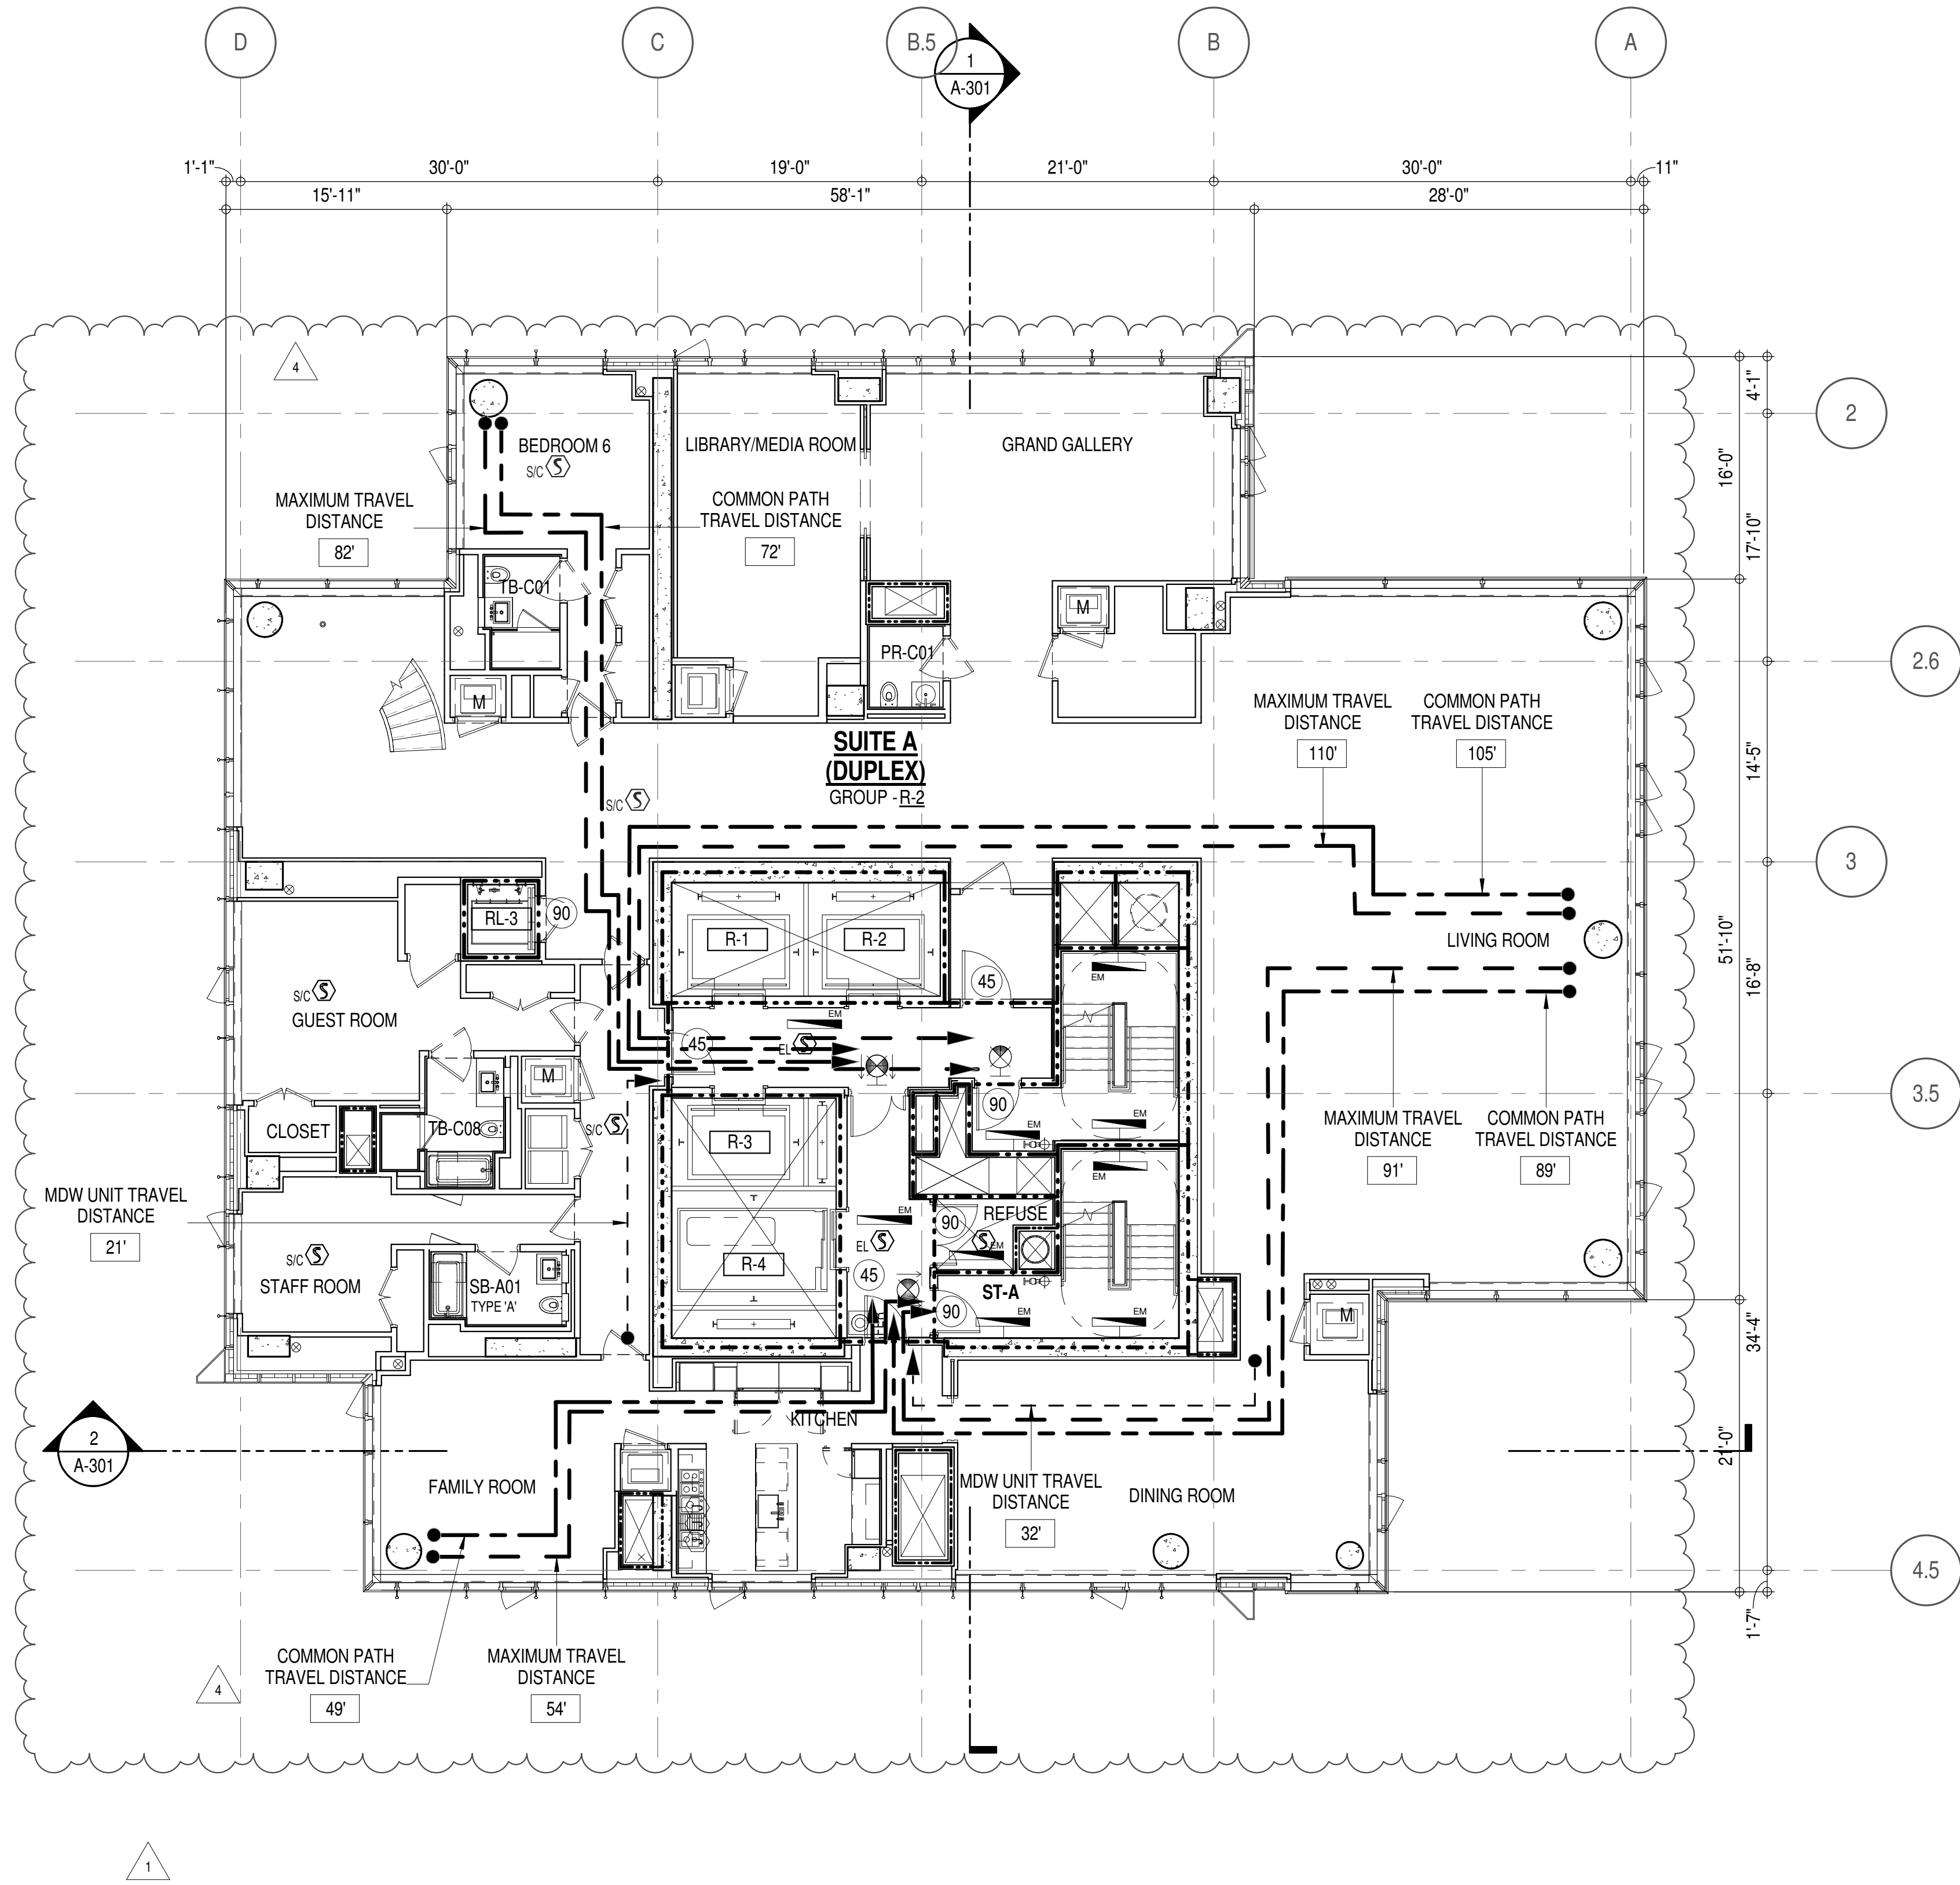 D
C
B.5
B
A
1
A-301
1'-1"
30'-0"
19'-0"
21'-0"
30'-0"
11"
15'-11"
58'-1"
28'-0"
4
4'-1"
2
BEDROOM 6
S/C S
LIBRARY/MEDIA ROOM
GRAND GALLERY
16'-0"
MAXIMUM TRAVEL
DISTANCE
82'
COMMON PATH
TRAVEL DISTANCE
72'
17'-10"
TB-C01
M
M
PR-C01
2.6
MAXIMUM TRAVEL
DISTANCE
110'
COMMON PATH
TRAVEL DISTANCE
105'
SUITE A
(DUPLEX)
GROUP - R-2
14'-5"
S/C S
3
RL-3
90
R-1
R-2
LIVING ROOM
51'-10"
16'-8"
45
EM
S/C S
GUEST ROOM
EM
45
EL S
M
3.5
CLOSET
TB-C08
S/C S
R-3
90
EM
EM
EM
MAXIMUM TRAVEL
DISTANCE
91'
COMMON PATH
TRAVEL DISTANCE
89'
MDW UNIT TRAVEL
DISTANCE
21'
EM
90
REFUSE
EL S
S EM
S/C S
STAFF ROOM
SB-A01
TYPE 'A'
R-4
45
90
ST-A
EM
EM
M
34'-4"
2
A-301
KITCHEN
21'-0"
FAMILY ROOM
MDW UNIT TRAVEL
DISTANCE
32'
DINING ROOM
4.5
1'-7"
COMMON PATH
TRAVEL DISTANCE
49'
MAXIMUM TRAVEL
DISTANCE
54'
4
1